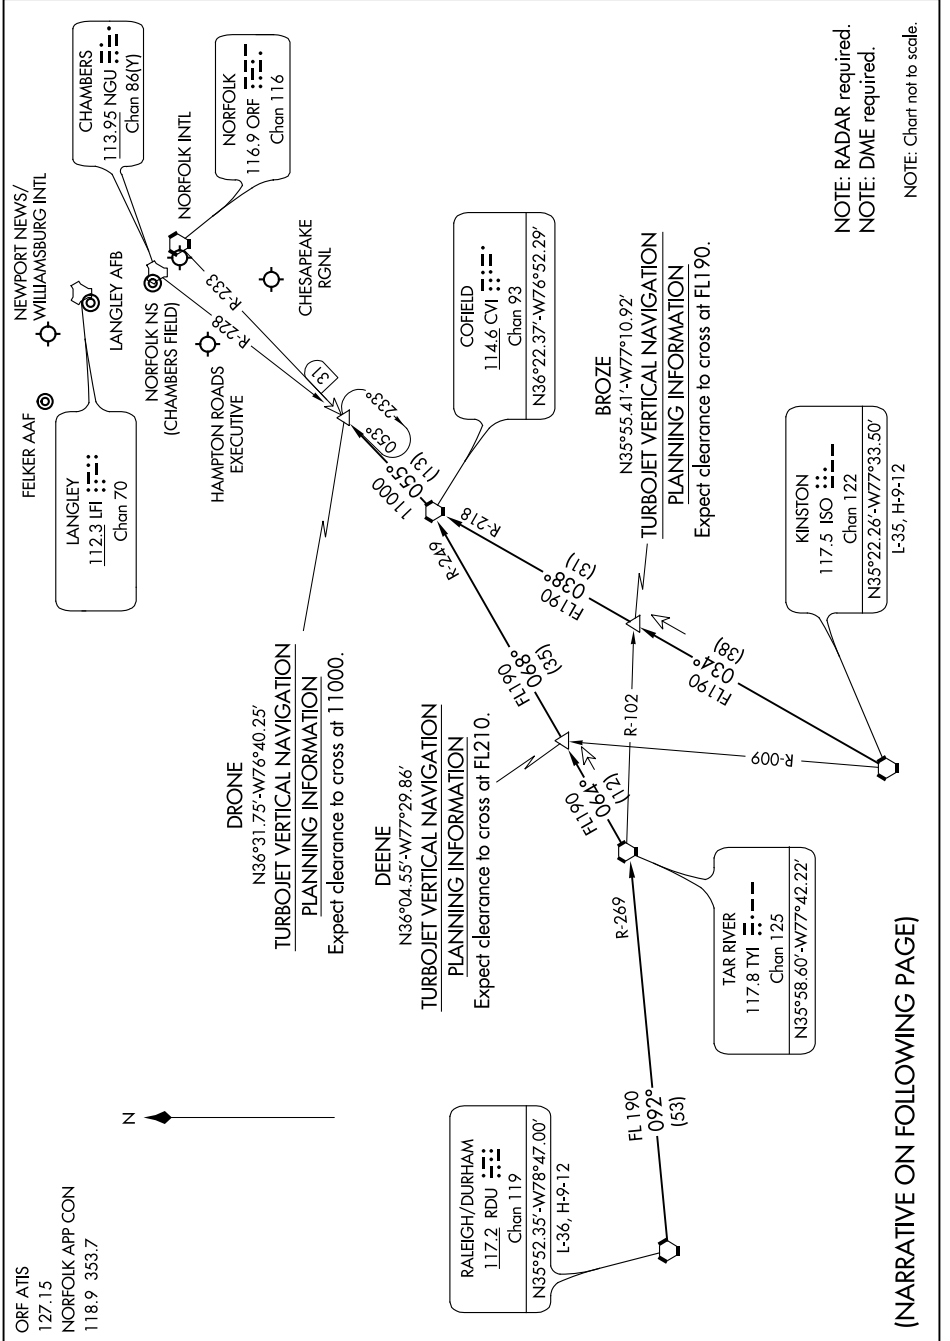 ORF ATIS
127.15
NORFOLK APP CON
118.9 353.7
N
NEWPORT NEWS/
WILLIAMSBURG INTL
FELKER AAF
LANGLEY
112.3 LFI
Chan 70
LANGLEY AFB
CHAMBERS
113.95 NGU
Chan 86(Y)
NORFOLK NS
(CHAMBERS FIELD)
NORFOLK INTL
NORFOLK
116.9 ORF
Chan 116
HAMPTON ROADS
EXECUTIVE
CHESAPEAKE
RGNL
R-233
R-228
31
233°
053°
11000
055°
(13)
DRONE
N36°31.75'-W76°40.25'
TURBOJET VERTICAL NAVIGATION
PLANNING INFORMATION
Expect clearance to cross at 11000.
DEENE
N36°04.55'-W77°29.86'
TURBOJET VERTICAL NAVIGATION
PLANNING INFORMATION
Expect clearance to cross at FL210.
COFIELD
114.6 CVI
Chan 93
N36°22.37'-W76°52.29'
R-249
R-218
FL190
068°
(35)
FL190
038°
(31)
BROZE
N35°55.41'-W77°10.92'
TURBOJET VERTICAL NAVIGATION
PLANNING INFORMATION
Expect clearance to cross at FL190.
FL190
064°
(12)
R-102
R-009
FL190
034°
(38)
KINSTON
117.5 ISO
Chan 122
N35°22.26'-W77°33.50'
L-35, H-9-12
RALEIGH/DURHAM
117.2 RDU
Chan 119
N35°52.35'-W78°47.00'
L-36, H-9-12
FL 190
092°
(53)
R-269
TAR RIVER
117.8 TYI
Chan 125
N35°58.60'-W77°42.22'
NOTE: RADAR required.
NOTE: DME required.
NOTE: Chart not to scale.
(NARRATIVE ON FOLLOWING PAGE)